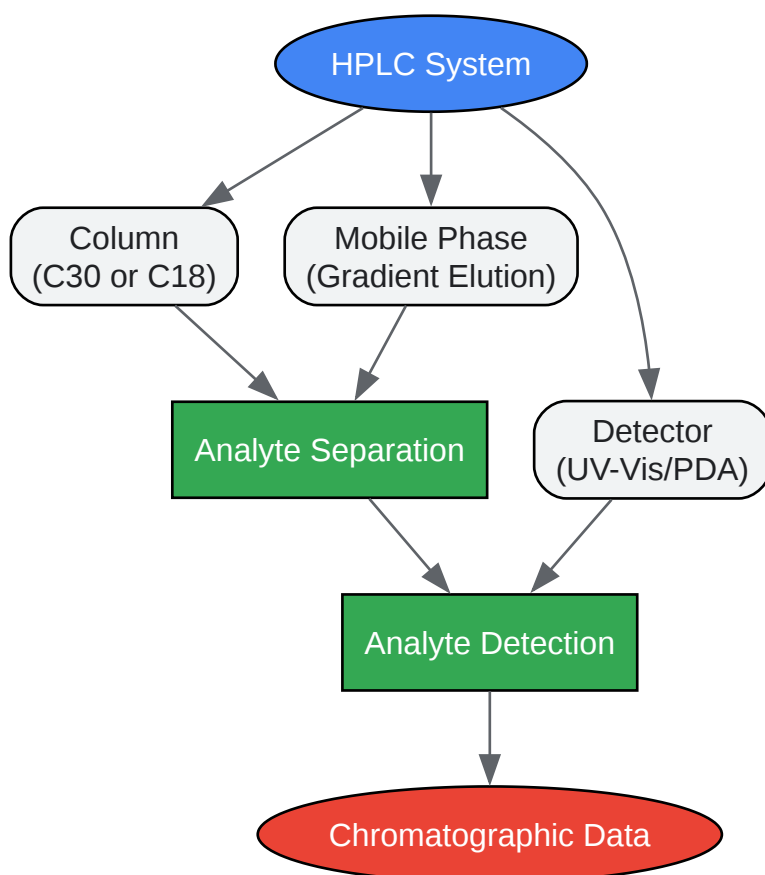 HPLC System
Column
(C30 or C18)
Mobile Phase
(Gradient Elution)
Analyte Separation
Detector
(UV-Vis/PDA)
Analyte Detection
Chromatographic Data